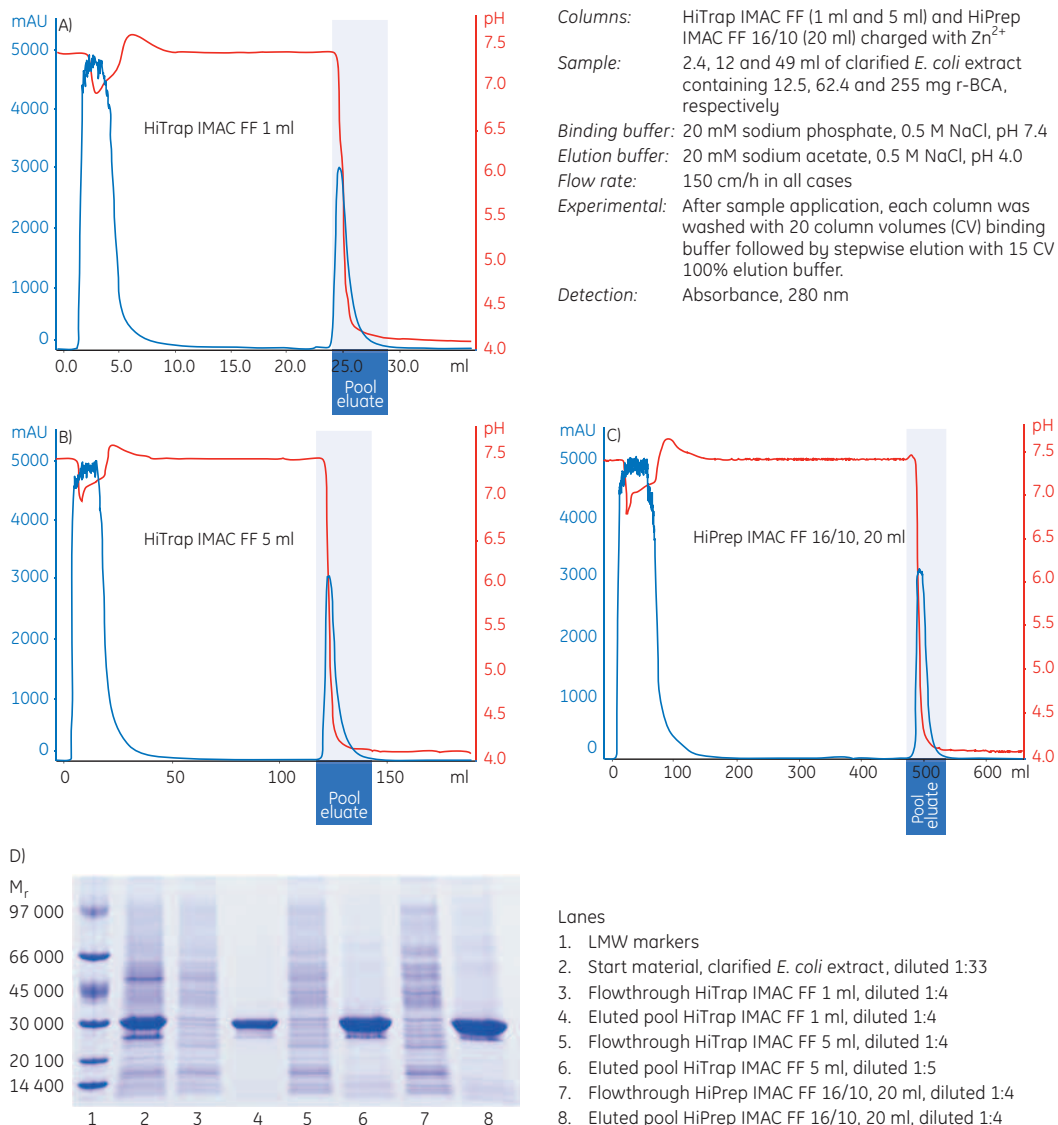 mAU
pH
A)
5000
4000
3000
2000
1000
0
7.5
7.0
6.5
6.0
5.5
5.0
4.5
4.0
HiTrap IMAC FF 1 ml
0.0 5.0 10.0 15.0 20.0 25.0 30.0 ml
Pool
eluate
Columns: HiTrap IMAC FF (1 ml and 5 ml) and HiPrep
IMAC FF 16/10 (20 ml) charged with Zn²⁺
Sample: 2.4, 12 and 49 ml of clarified E. coli extract
containing 12.5, 62.4 and 255 mg r-BCA,
respectively
Binding buffer: 20 mM sodium phosphate, 0.5 M NaCl, pH 7.4
Elution buffer: 20 mM sodium acetate, 0.5 M NaCl, pH 4.0
Flow rate: 150 cm/h in all cases
Experimental: After sample application, each column was
washed with 20 column volumes (CV) binding
buffer followed by stepwise elution with 15 CV
100% elution buffer.
Detection: Absorbance, 280 nm
mAU
pH
B)
5000
4000
3000
2000
1000
0
7.5
7.0
6.5
6.0
5.5
5.0
4.5
4.0
HiTrap IMAC FF 5 ml
0 50 100 150 ml
Pool
eluate
mAU
pH
C)
5000
4000
3000
2000
1000
0
7.5
7.0
6.5
6.0
5.5
5.0
4.5
4.0
HiPrep IMAC FF 16/10, 20 ml
0 100 200 300 400 500 600 ml
Pool
eluate
D)
Mᵣ
97 000
66 000
45 000
30 000
20 100
14 400
1 2 3 4 5 6 7 8
Lanes
1. LMW markers
2. Start material, clarified E. coli extract, diluted 1:33
3. Flowthrough HiTrap IMAC FF 1 ml, diluted 1:4
4. Eluted pool HiTrap IMAC FF 1 ml, diluted 1:4
5. Flowthrough HiTrap IMAC FF 5 ml, diluted 1:4
6. Eluted pool HiTrap IMAC FF 5 ml, diluted 1:5
7. Flowthrough HiPrep IMAC FF 16/10, 20 ml, diluted 1:4
8. Eluted pool HiPrep IMAC FF 16/10, 20 ml, diluted 1:4